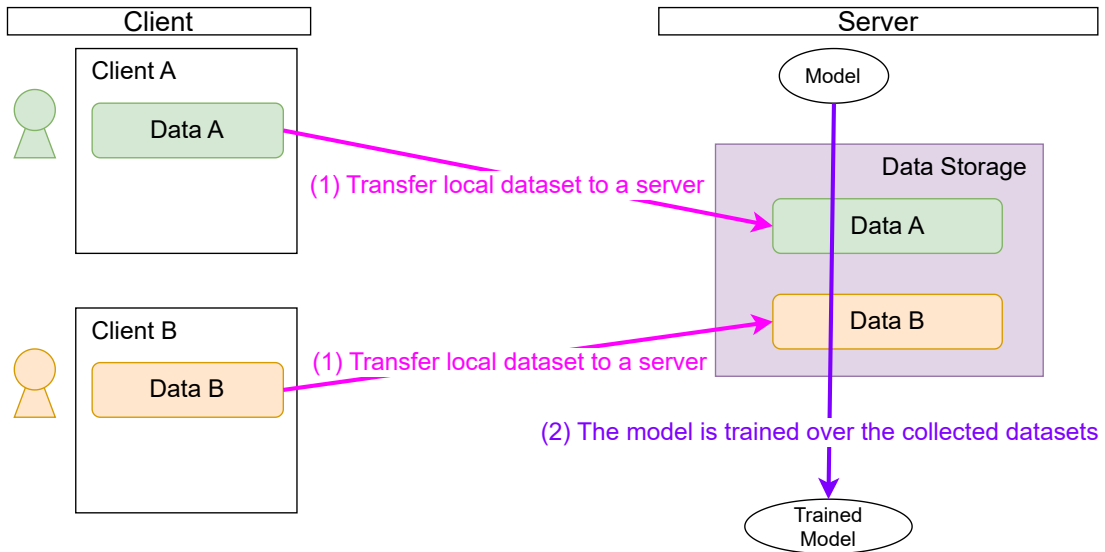 Client
Server
Client A
Data A
Model
Data Storage
(1) Transfer local dataset to a server
Data A
Client B
Data B
Data B
(1) Transfer local dataset to a server
(2) The model is trained over the collected datasets
Trained
Model